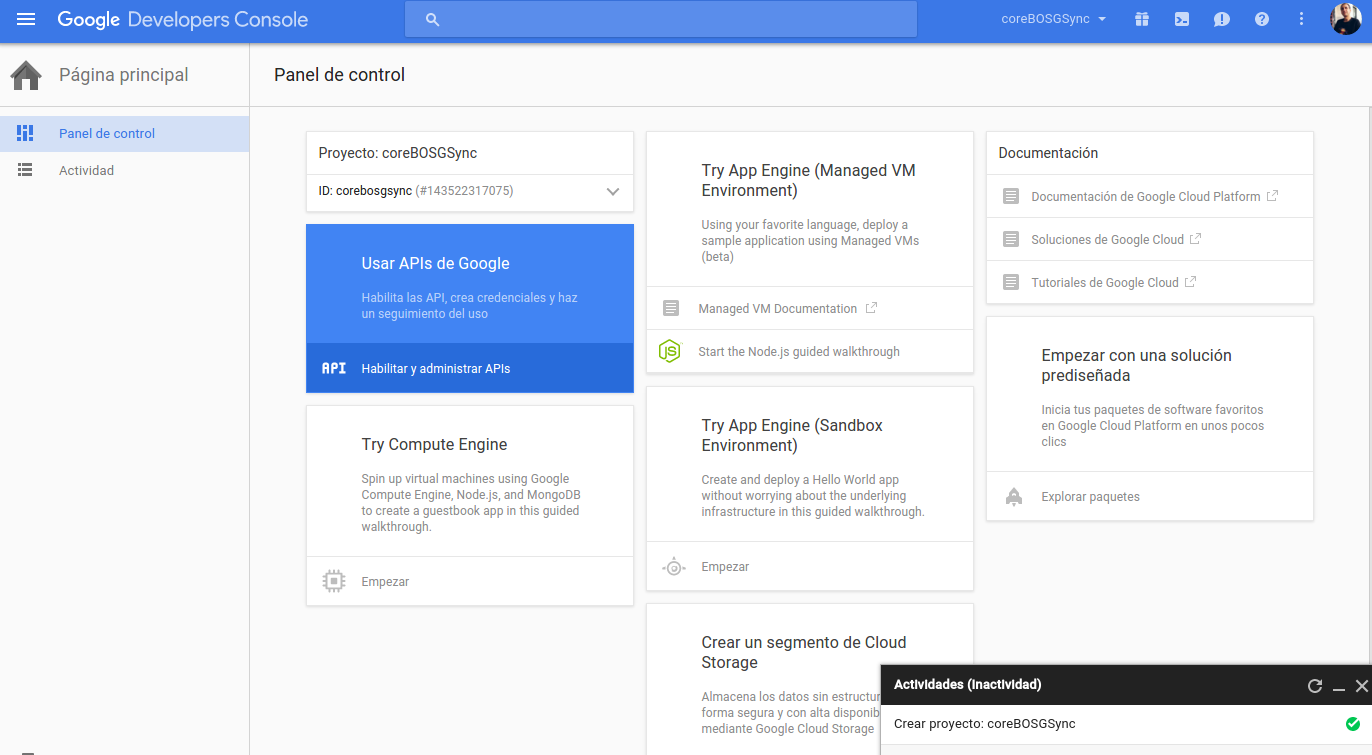 Google Developers Console
coreBOSGSync
Página principal
Panel de control
Actividad
Panel de control
Proyecto: coreBOSGSync
ID: corebosgsync (#143522317075)
Usar APIs de Google
Habilita las API, crea credenciales y haz
un seguimiento del uso
API Habilitar y administrar APIs
Try Compute Engine
Spin up virtual machines using Google
Compute Engine, Node.js, and MongoDB
to create a guestbook app in this guided
walkthrough.
Empezar
Try App Engine (Managed VM
Environment)
Using your favorite language, deploy a
sample application using Managed VMs
(beta)
Managed VM Documentation
JS Start the Node.js guided walkthrough
Try App Engine (Sandbox
Environment)
Create and deploy a Hello World app
without worrying about the underlying
infrastructure in this guided walkthrough.
Empezar
Crear un segmento de Cloud
Storage
Almacena los datos sin estructur
forma segura y con alta disponib
mediante Google Cloud Storage
Documentación
Documentación de Google Cloud Platform
Soluciones de Google Cloud
Tutoriales de Google Cloud
Empezar con una solución
prediseñada
Inicia tus paquetes de software favoritos
en Google Cloud Platform en unos pocos
clics
Explorar paquetes
Actividades (Inactividad)
Crear proyecto: coreBOSGSync